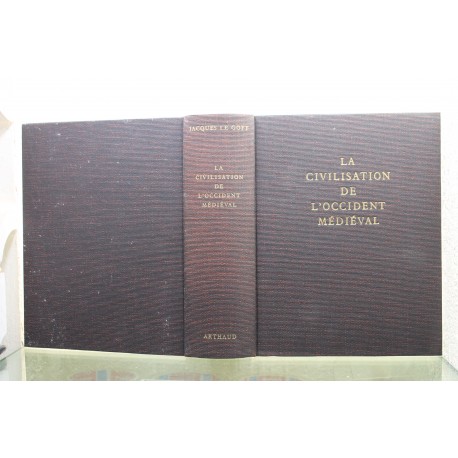 JACQUES LE GOFF
LA
CIVILISATION
DE
L'OCCIDENT
MÉDIÉVAL
ARTHAUD
LA
CIVILISATION
DE
L'OCCIDENT
MÉDIÉVAL